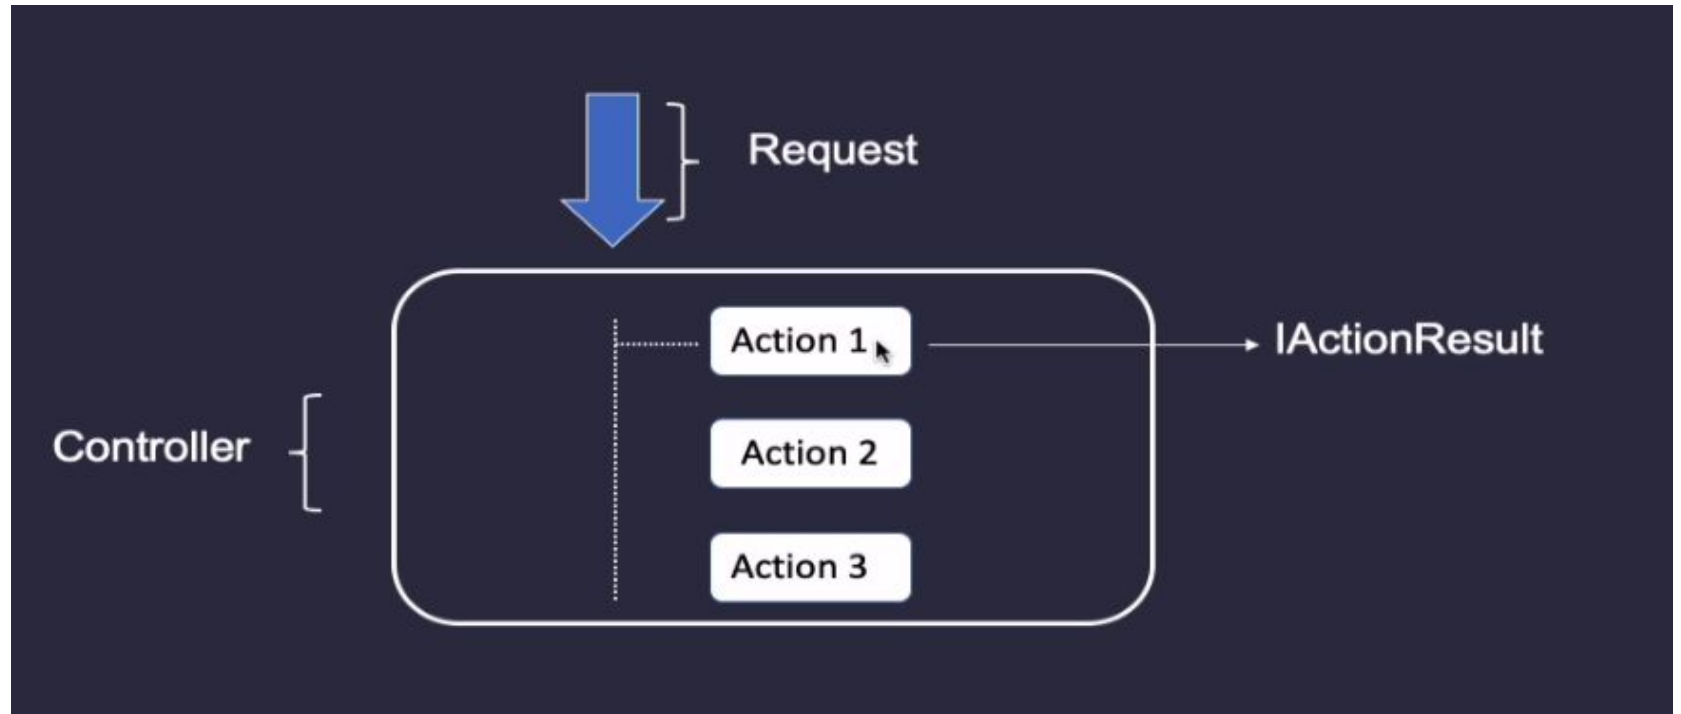 Request
Action 1
IActionResult
Controller
Action 2
Action 3